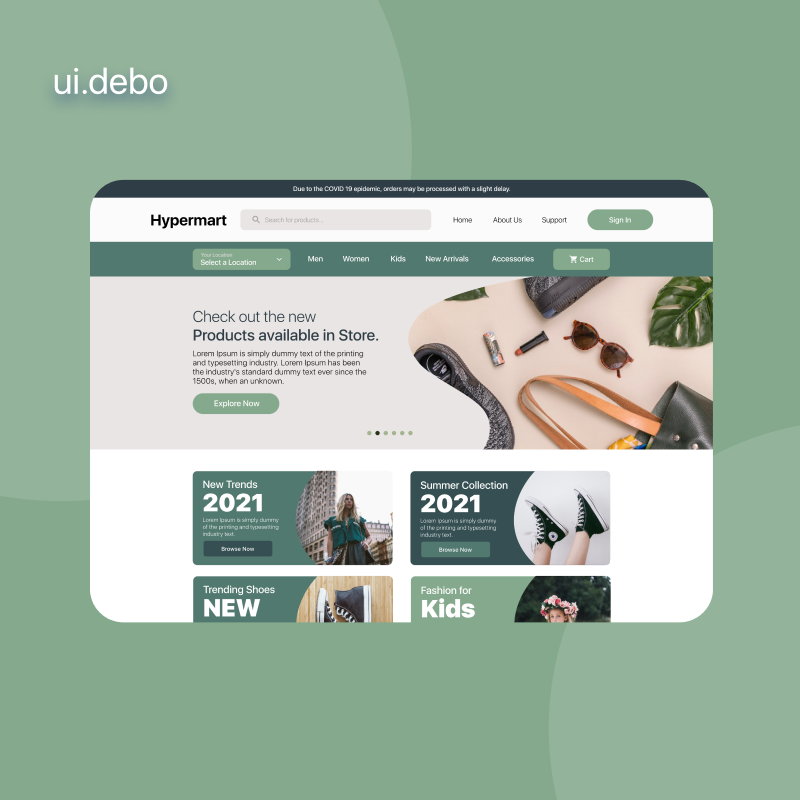 ui.debo
Due to the COVID 19 epidemic, orders may be processed with a slight delay.
Hypermart
Search for products...
Home
About Us
Support
Sign In
Your Location
Select a Location
Men
Women
Kids
New Arrivals
Accessories
Cart
Check out the new
Products available in Store.
Lorem Ipsum is simply dummy text of the printing
and typesetting industry. Lorem Ipsum has been
the industry's standard dummy text ever since the
1500s, when an unknown.
Explore Now
New Trends
2021
Lorem Ipsum is simply dummy
of the printing and typesetting
industry text.
Browse Now
Summer Collection
2021
Lorem Ipsum is simply dummy
of the printing and typesetting
industry text.
Browse Now
Trending Shoes
NEW
Fashion for
Kids